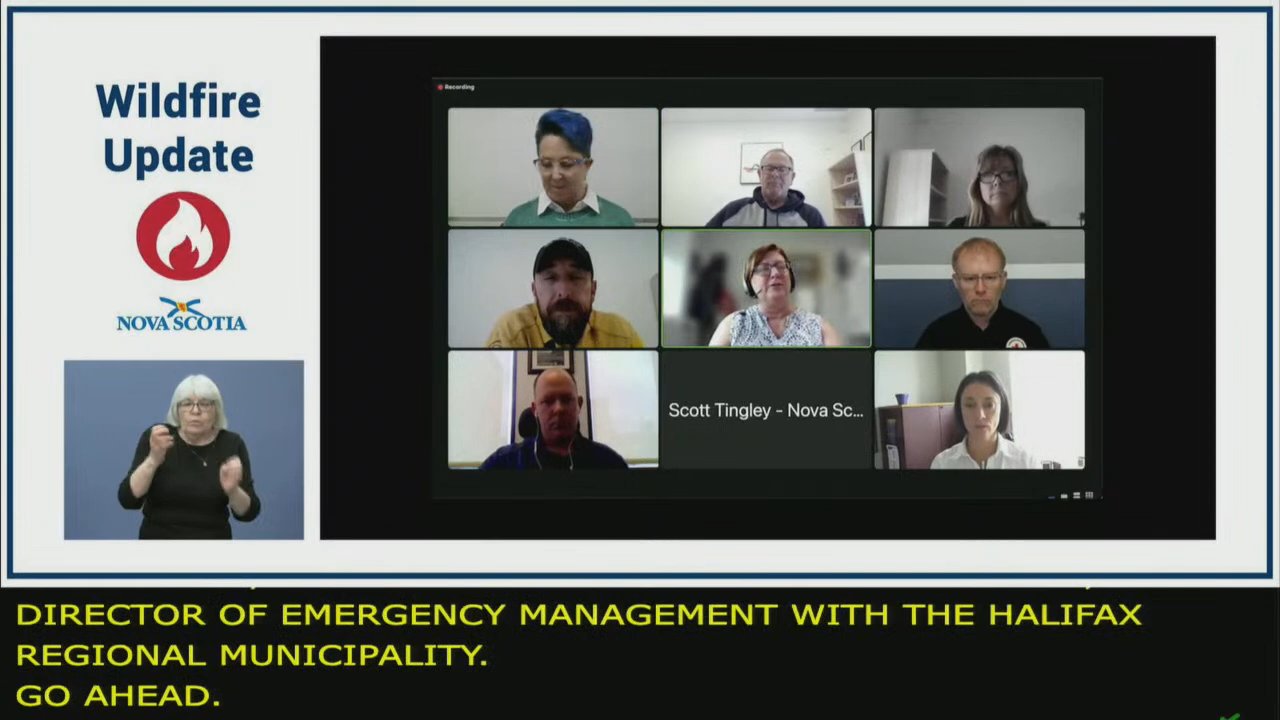 Wildfire
Update
NOVA SCOTIA
Recording
Scott Tingley - Nova Sc...
DIRECTOR OF EMERGENCY MANAGEMENT WITH THE HALIFAX
REGIONAL MUNICIPALITY.
GO AHEAD.